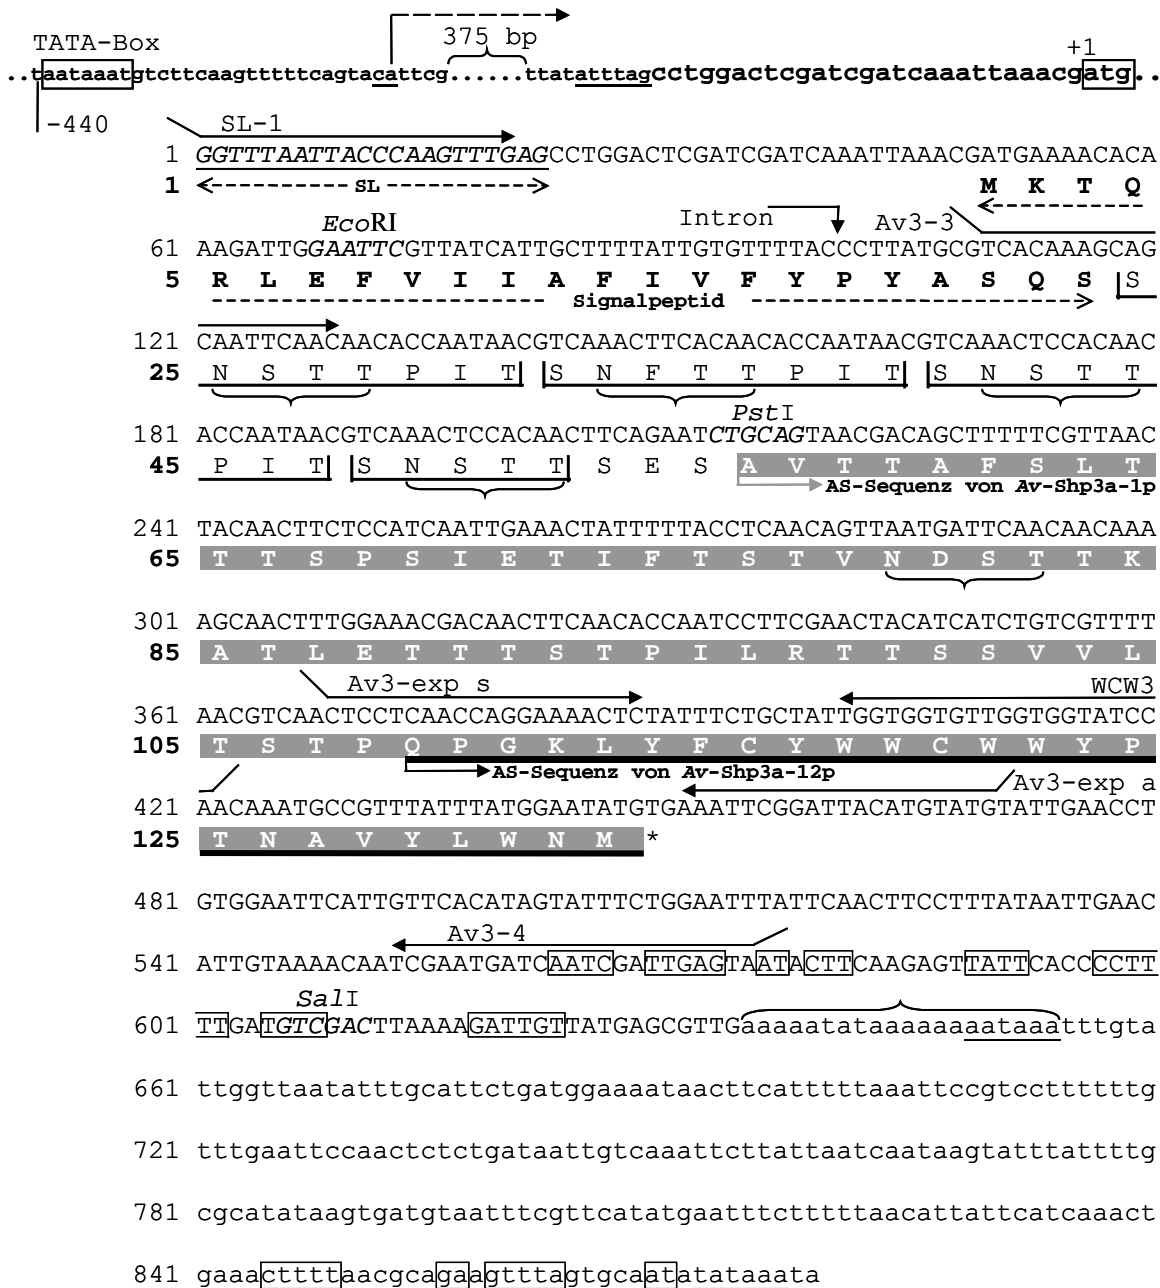 TATA-Box 375 bp +1
..taataaatgtcttcaagtttttcagtacattcg......ttatatttagcctggactcgatcgatcaaattaaacgatg..
-440 SL-1
1 GGTTTAATTACCCAAGTTTGAGCCTGGACTCGATCGATCAAATTAAACGATGAAAACACA
1 SL M K T Q
EcoRI Intron Av3-3
61 AAGATTGGAATTCGTTATCATTGCTTTTATTGTGTTTTACCCTTATGCGTCACAAAGCAG
5 R L E F V I I A F I V F Y P Y A S Q S S
Signalpeptid
121 CAATTCAACAACACCAATAACGTCAAACTTCACAACACCAATAACGTCAAACTCCACAAC
25 N S T T P I T S N F T T P I T S N S T T
PstI
181 ACCAATAACGTCAAACTCCACAACTTCAGAATCTGCAGTAACGACAGCTTTTTCGTTAAC
45 P I T S N S T T S E S A V T T A F S L T
AS-Sequenz von Av-Shp3a-1p
241 TACAACTTCTCCATCAATTGAAACTATTTTTACCTCAACAGTTAATGATTCAACAACAAA
65 T T S P S I E T I F T S T V N D S T T K
301 AGCAACTTTGGAAACGACAACTTCAACACCAATCCTTCGAACTACATCATCTGTCGTTTT
85 A T L E T T T S T P I L R T T S S V V L
Av3-exp s WCW3
361 AACGTCAACTCCTCAACCAGGAAAACTCTATTTCTGCTATTGGTGGTGTTGGTGGTATCC
105 T S T P Q P G K L Y F C Y W W C W W Y P
AS-Sequenz von Av-Shp3a-12p Av3-exp a
421 AACAAATGCCGTTTATTTATGGAATATGTGAAATTCGGATTACATGTATGTATTGAACCT
125 T N A V Y L W N M *
481 GTGGAATTCATTGTTCACATAGTATTTCTGGAATTTATTCAACTTCCTTTATAATTGAAC
Av3-4
541 ATTGTAAAACAATCGAATGATCAATCGATTGAGTAATACTTCAAGAGTTATTCACCCCTT
SalI
601 TTGATGTCGACTTAAAAGATTGTTATGAGCGTTGaaaaatataaaaaaaataaatttgta
661 ttggttaatatttgcattctgatggaaaataacttcatttttaaattccgtccttttttg
721 tttgaattccaactctctgataattgtcaaattcttattaatcaataagtatttattttg
781 cgcatataagtgatgtaatttcgttcatatgaatttctttttaacattattcatcaaact
841 gaaacttttaacgcagaagtttagtgcaatatataaata